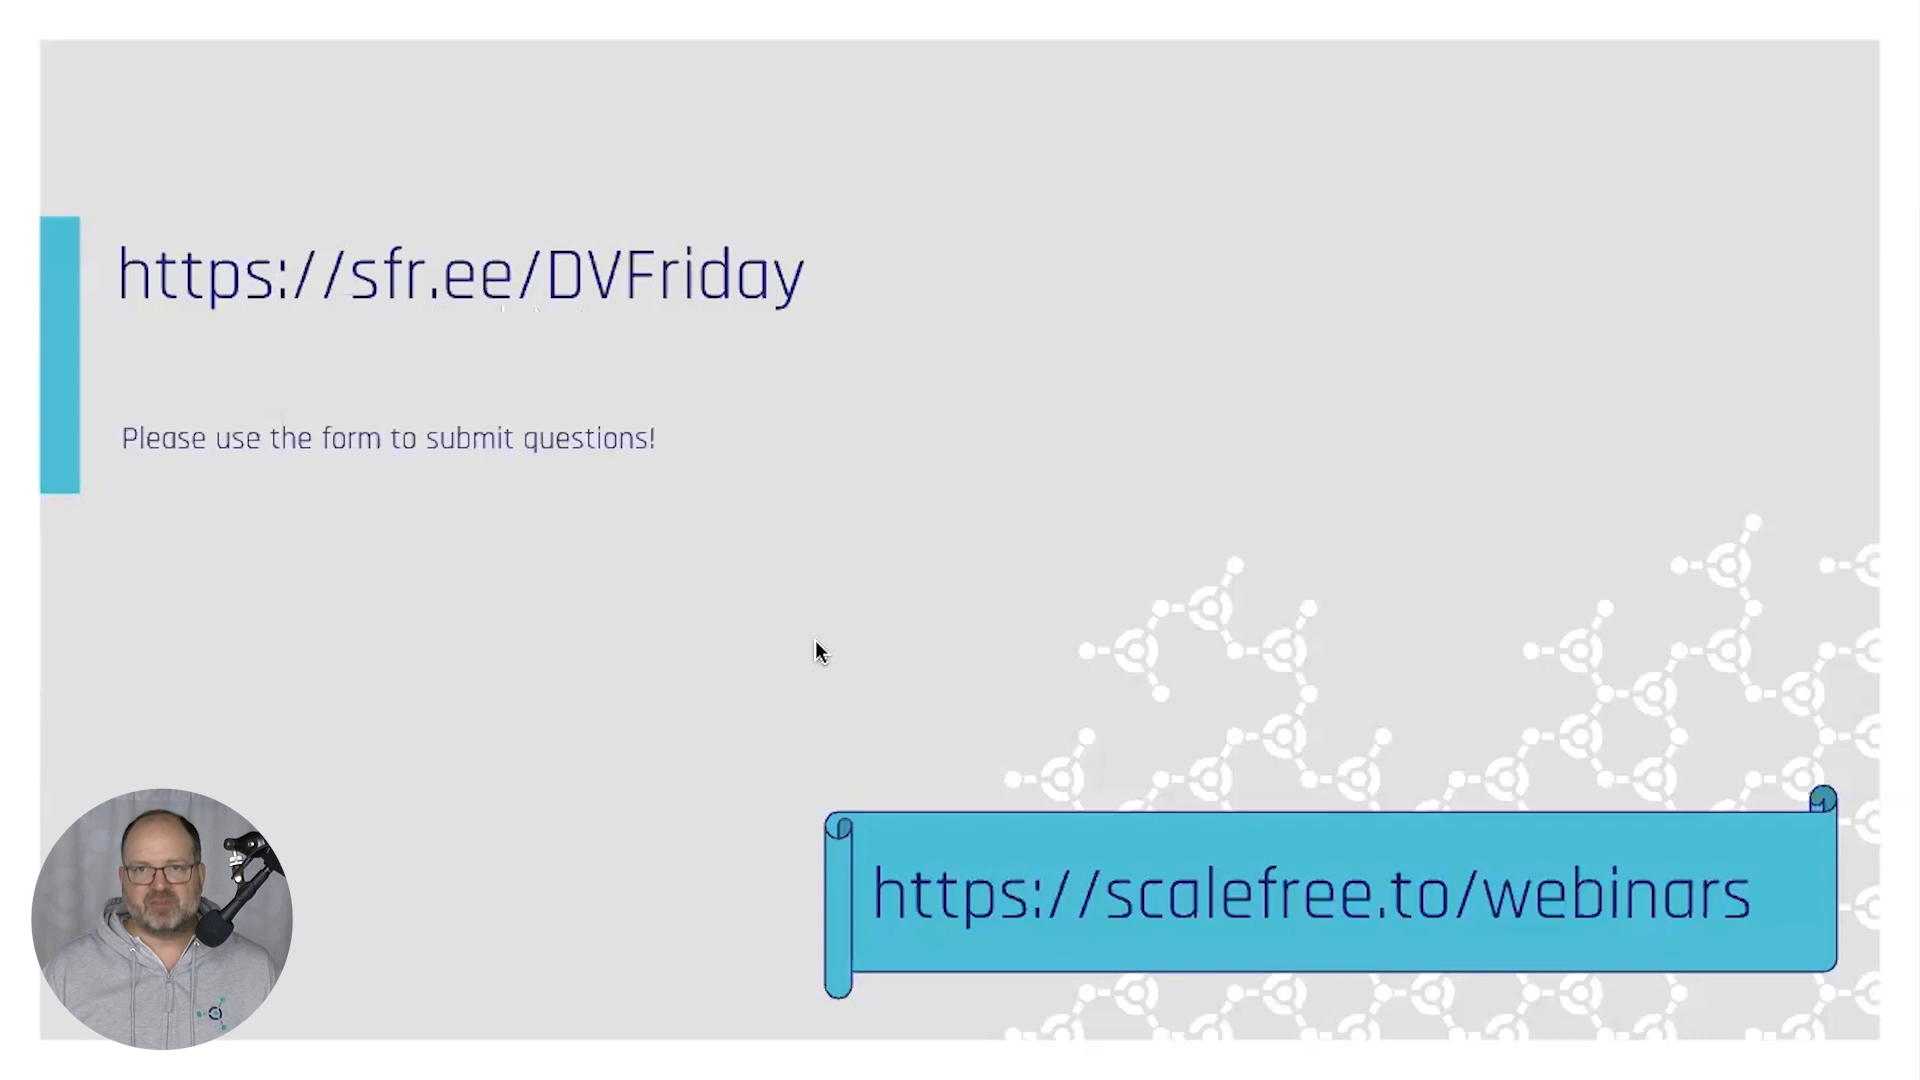 https://sfr.ee/DVFriday
Please use the form to submit questions!
https://scalefree.to/webinars